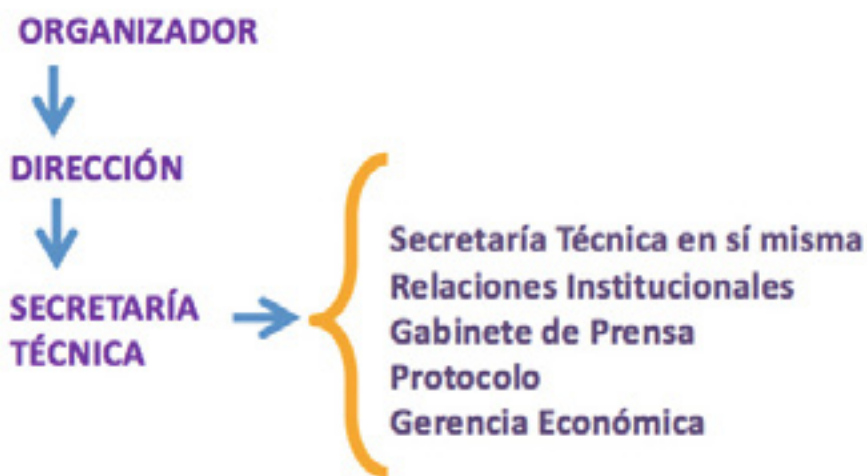 ORGANIZADOR
DIRECCIÓN
SECRETARÍA
TÉCNICA
Secretaría Técnica en sí misma
Relaciones Institucionales
Gabinete de Prensa
Protocolo
Gerencia Económica